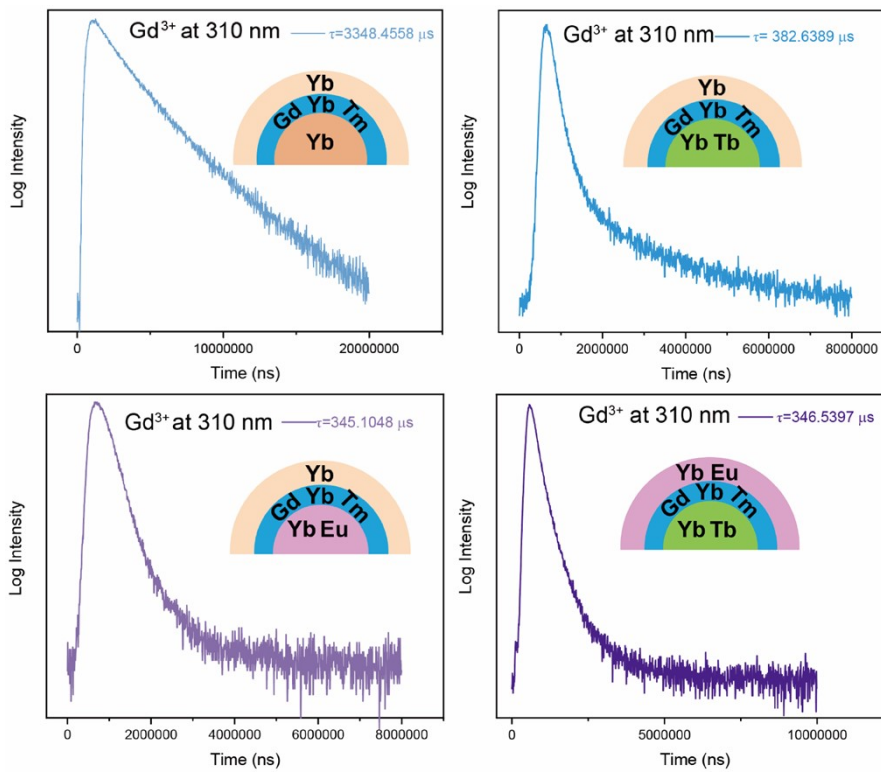 Gd³⁺ at 310 nm
τ=3348.4558 μs
Yb
Gd Yb Tm
Yb
Log Intensity
0
10000000
20000000
Time (ns)
Gd³⁺ at 310 nm
τ= 382.6389 μs
Yb
Gd Yb Tm
Yb Tb
Log Intensity
0
2000000
4000000
6000000
8000000
Time (ns)
Gd³⁺ at 310 nm
τ=345.1048 μs
Yb
Gd Yb Tm
Yb Eu
Log Intensity
0
2000000
4000000
6000000
8000000
Time (ns)
Gd³⁺ at 310 nm
τ=346.5397 μs
Yb Eu
Gd Yb Tm
Yb Tb
Log Intensity
0
5000000
10000000
Time (ns)